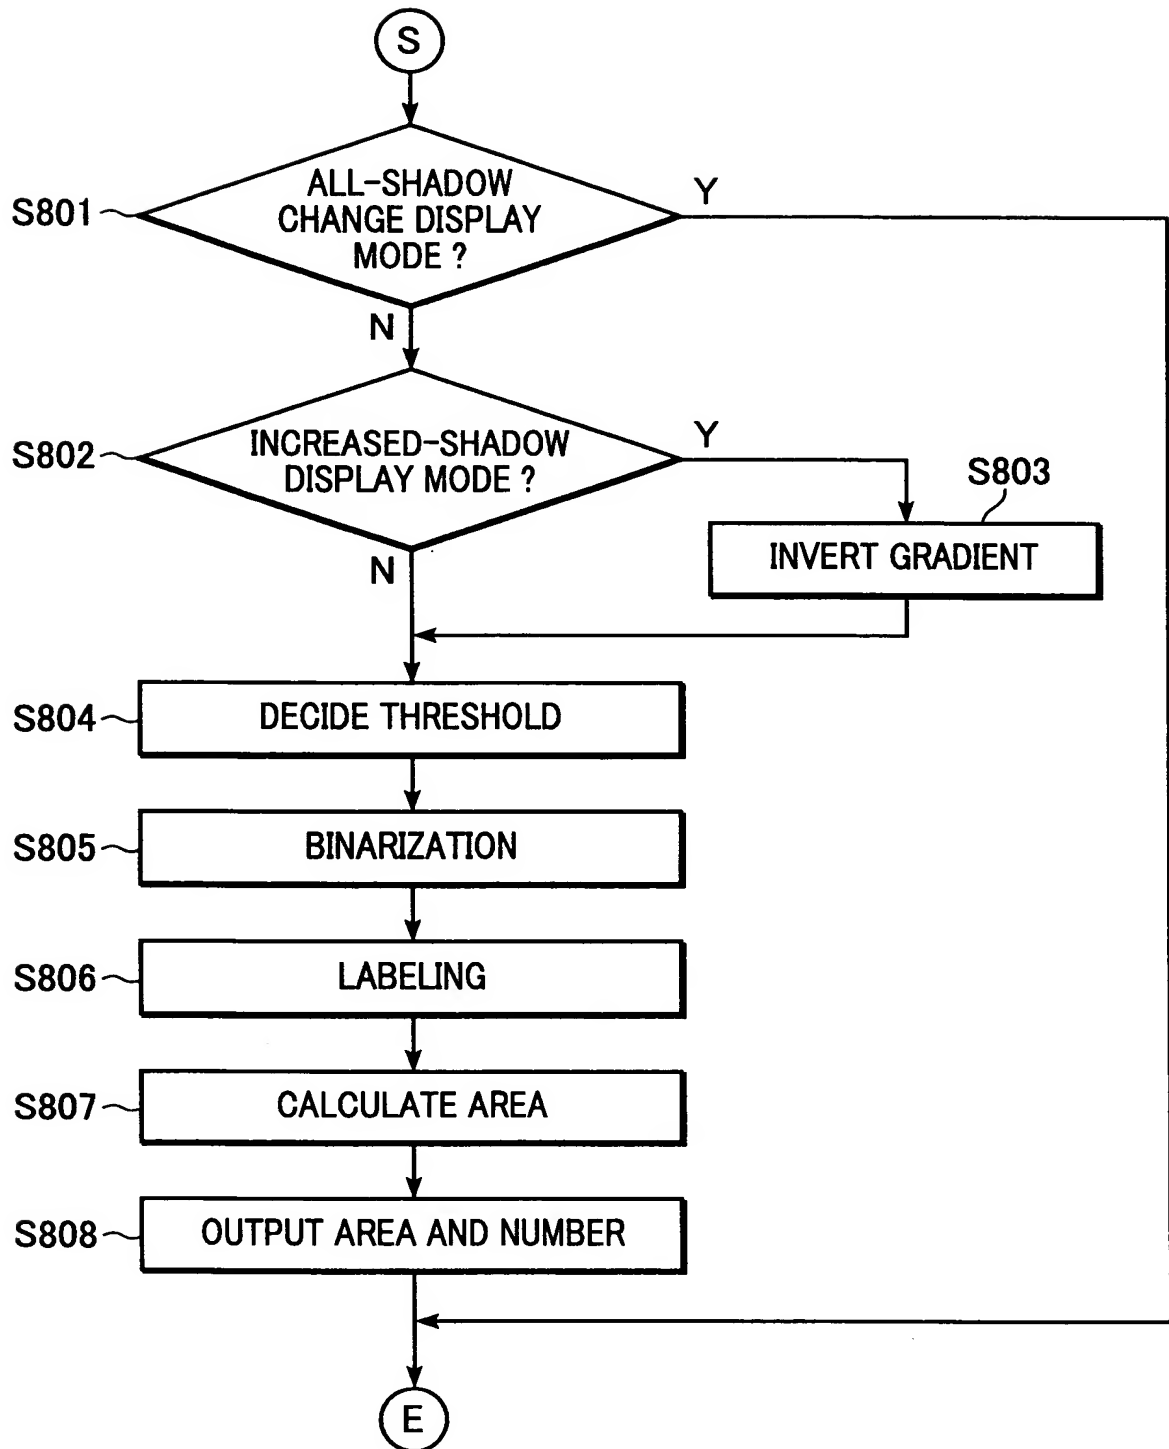 S
S801
ALL-SHADOW
CHANGE DISPLAY
MODE ?
Y
N
S802
INCREASED-SHADOW
DISPLAY MODE ?
Y
S803
INVERT GRADIENT
N
S804
DECIDE THRESHOLD
S805
BINARIZATION
S806
LABELING
S807
CALCULATE AREA
S808
OUTPUT AREA AND NUMBER
E